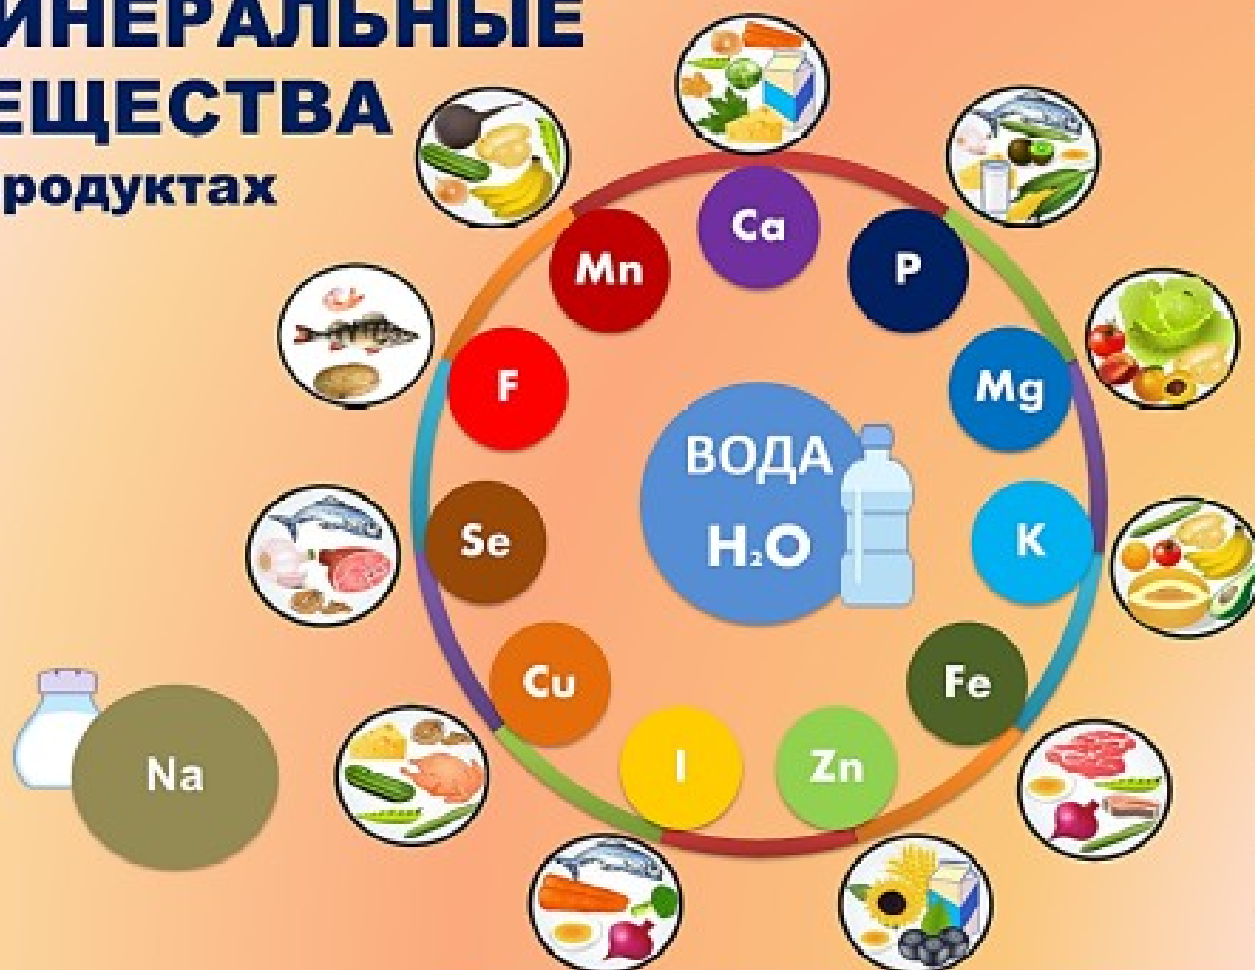 ИНЕРАЛЬНЫЕ
ЕЩЕСТВА
родуктах
Ca
Mn
P
F
Mg
ВОДА
H₂O
Se
K
Cu
Fe
I
Zn
Na